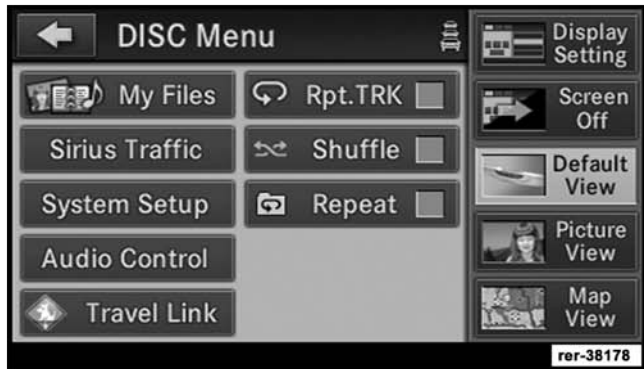 DISC Menu
My Files
Sirius Traffic
System Setup
Audio Control
Travel Link
Rpt.TRK
Shuffle
Repeat
Display
Setting
Screen
Off
Default
View
Picture
View
Map
View
rer-38178